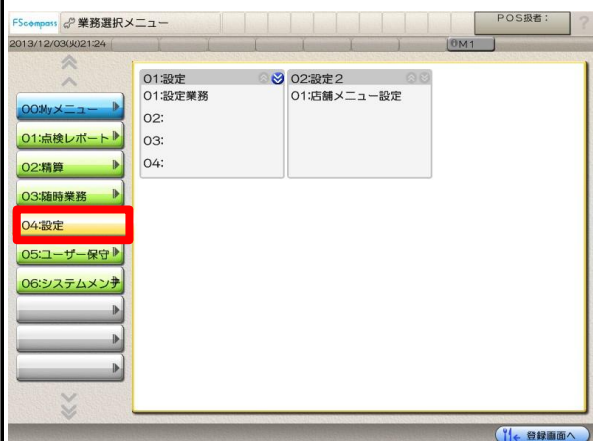 FScompass 業務選択メニュー
POS扱者：
?
2013/12/03(火)021:24
0M1
01:設定
01:設定業務
02:
03:
04:
02:設定2
01:店舗メニュー設定
00:Myメニュー
01:点検レポート
02:精算
03:随時業務
04:設定
05:ユーザー保守
06:システムメンテ
登録画面へ